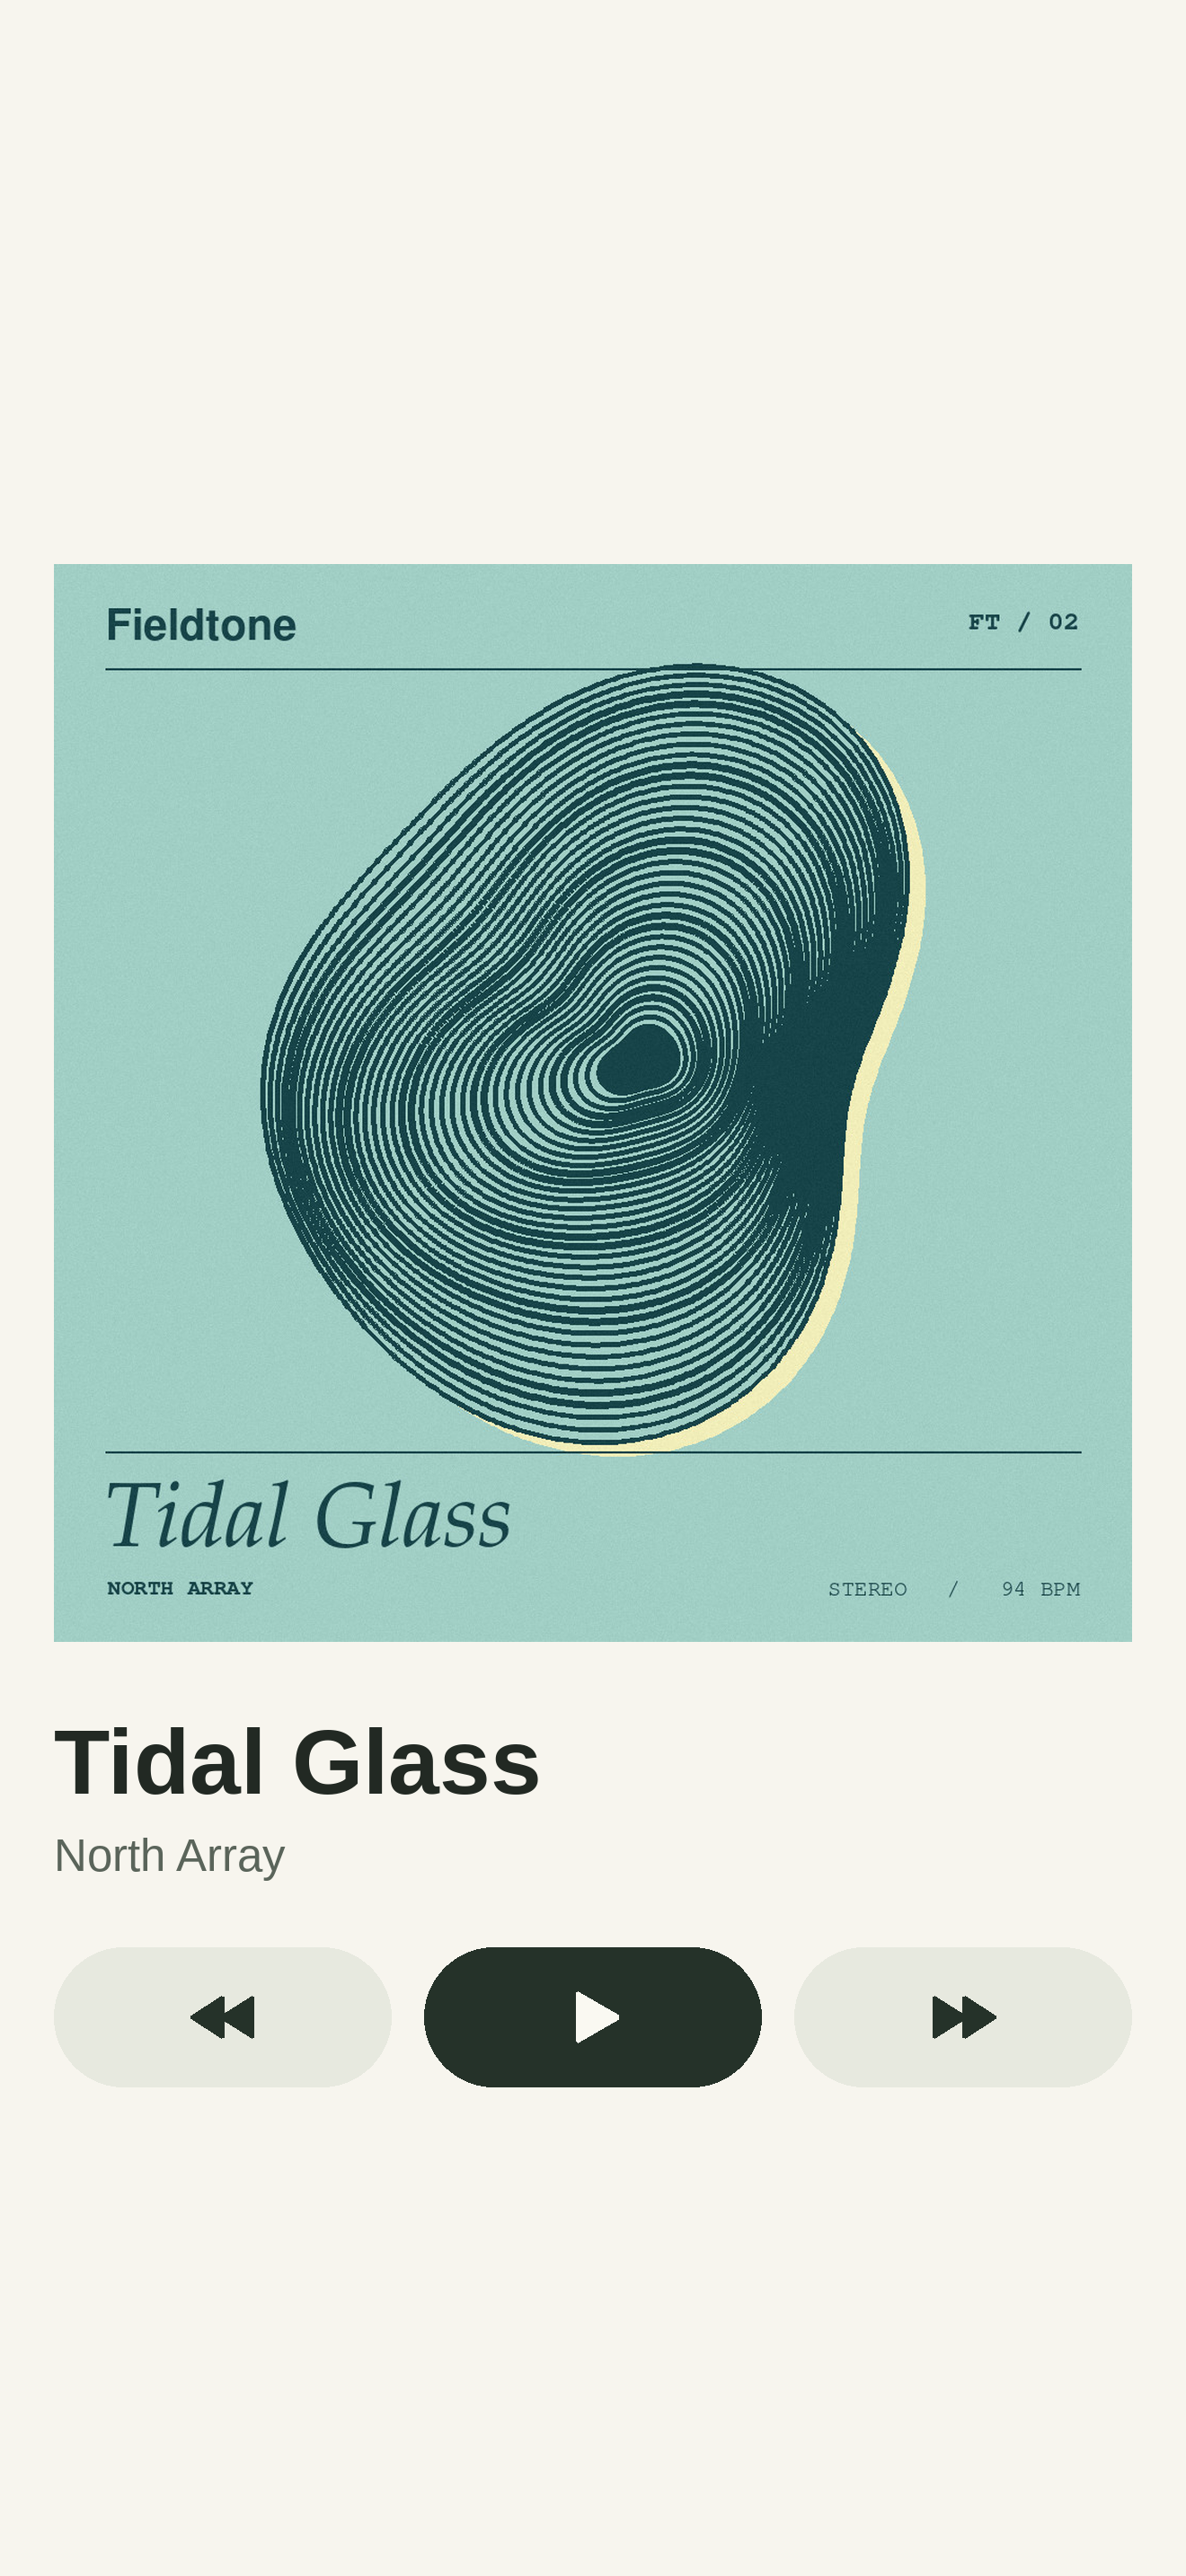 Fieldtone
FT / 02
Tidal Glass
NORTH ARRAY
STEREO / 94 BPM
Tidal Glass
North Array